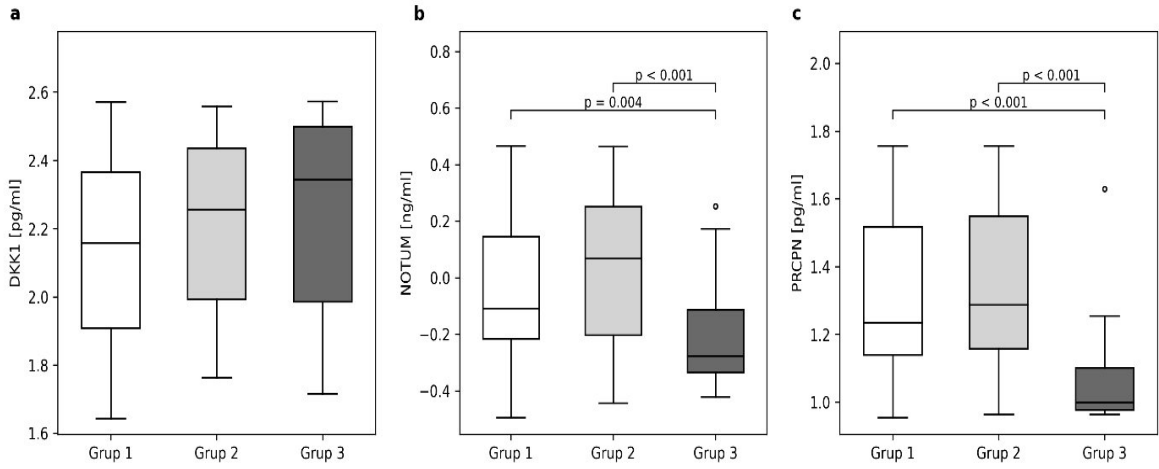 a
DKK1 [pg/ml]
2.6
2.4
2.2
2.0
1.8
1.6
Grup 1 Grup 2 Grup 3
b
NOTUM [ng/ml]
0.8
0.6
0.4
0.2
0.0
−0.2
−0.4
p < 0.001
p = 0.004
Grup 1 Grup 2 Grup 3
c
PRCPN [pg/ml]
2.0
1.8
1.6
1.4
1.2
1.0
p < 0.001
p < 0.001
Grup 1 Grup 2 Grup 3